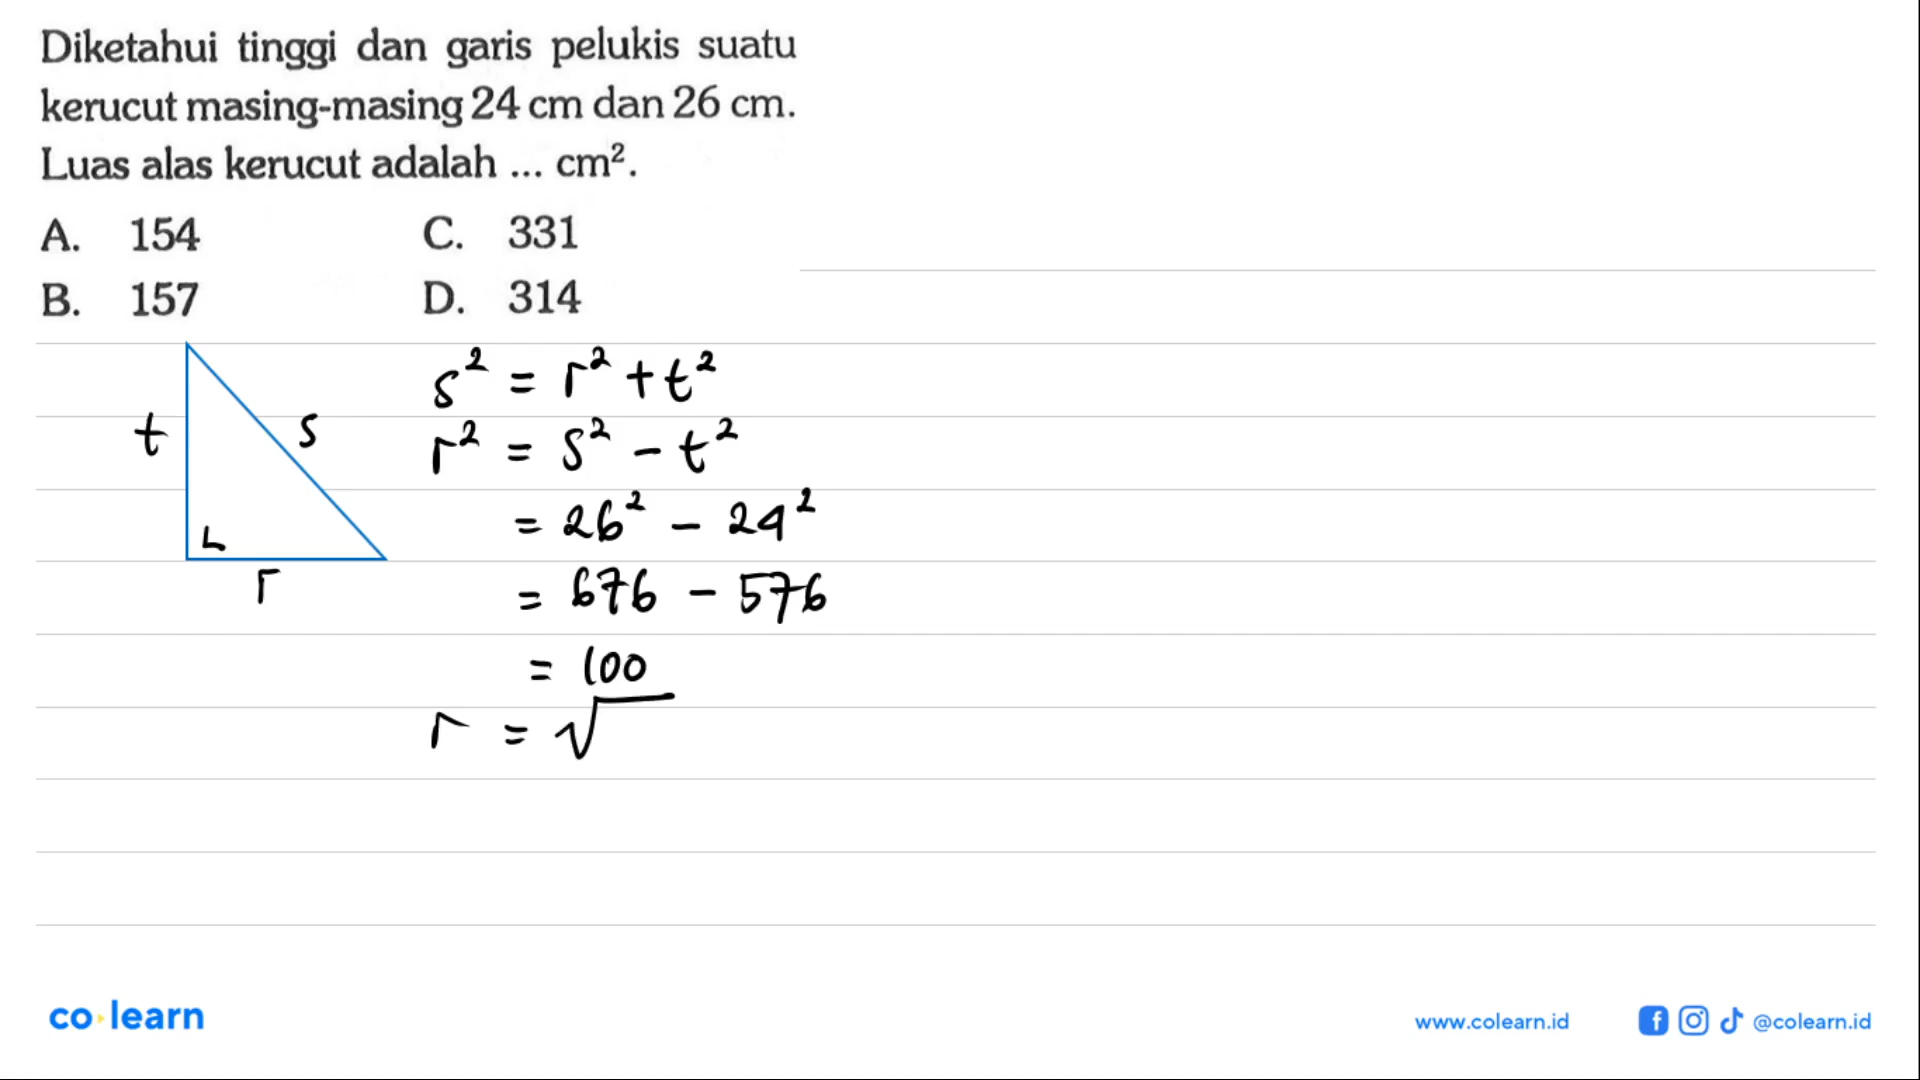 Diketahui tinggi dan garis pelukis suatu
kerucut masing-masing 24 cm dan 26 cm.
Luas alas kerucut adalah ... cm².
A. 154 C. 331
B. 157 D. 314
s² = r² + t²
t s r² = s² - t²
= 26² - 24²
r = 676 - 576
= 100
r = √
co learn
www.colearn.id @colearn.id